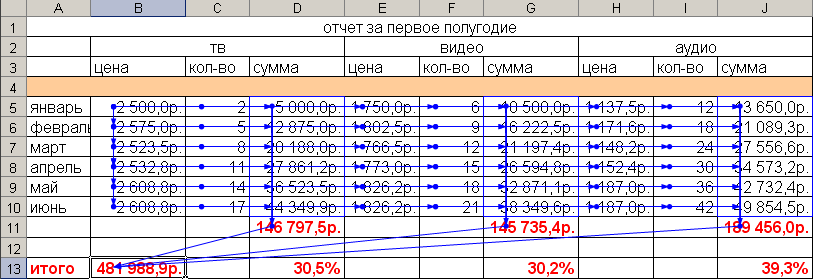 A B C D E F G H I J
1 отчет за первое полугодие
2 тв видео аудио
3 цена кол-во сумма цена кол-во сумма цена кол-во сумма
4
5 январь 2 500,0р. 2 5 000,0р. 1 750,0р. 6 10 500,0р. 1 137,5р. 12 13 650,0р.
6 февраль 2 575,0р. 5 12 875,0р. 1 802,5р. 9 16 222,5р. 1 171,6р. 18 21 089,3р.
7 март 2 523,5р. 8 20 188,0р. 1 766,5р. 12 21 197,4р. 1 148,2р. 24 27 556,6р.
8 апрель 2 532,8р. 11 27 861,2р. 1 773,0р. 15 26 594,8р. 1 152,4р. 30 34 573,2р.
9 май 2 608,8р. 14 36 523,5р. 1 826,2р. 18 32 871,1р. 1 187,0р. 36 42 732,4р.
10 июнь 2 608,8р. 17 44 349,9р. 1 826,2р. 21 38 349,6р. 1 187,0р. 42 49 854,5р.
11 146 797,5р. 145 735,4р. 189 456,0р.
12
13 итого 481 988,9р. 30,5% 30,2% 39,3%